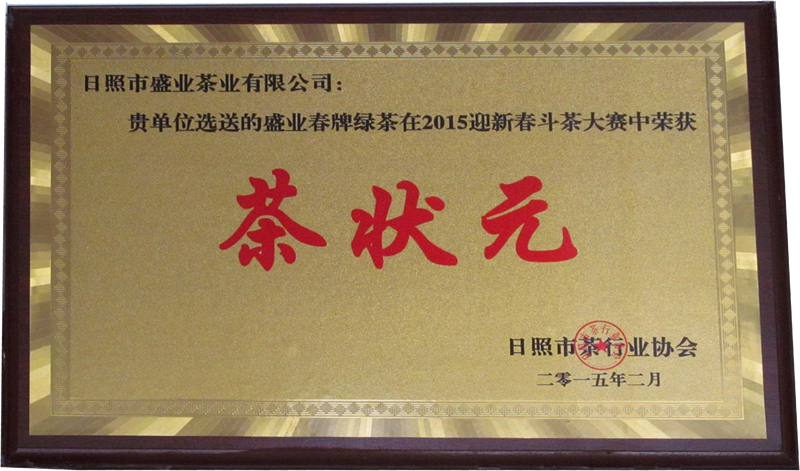 日照市盛业茶业有限公司：
贵单位选送的盛业春牌绿茶在2015迎新春斗茶大赛中荣获
茶状元
日照市茶行业协会
二零一五年二月